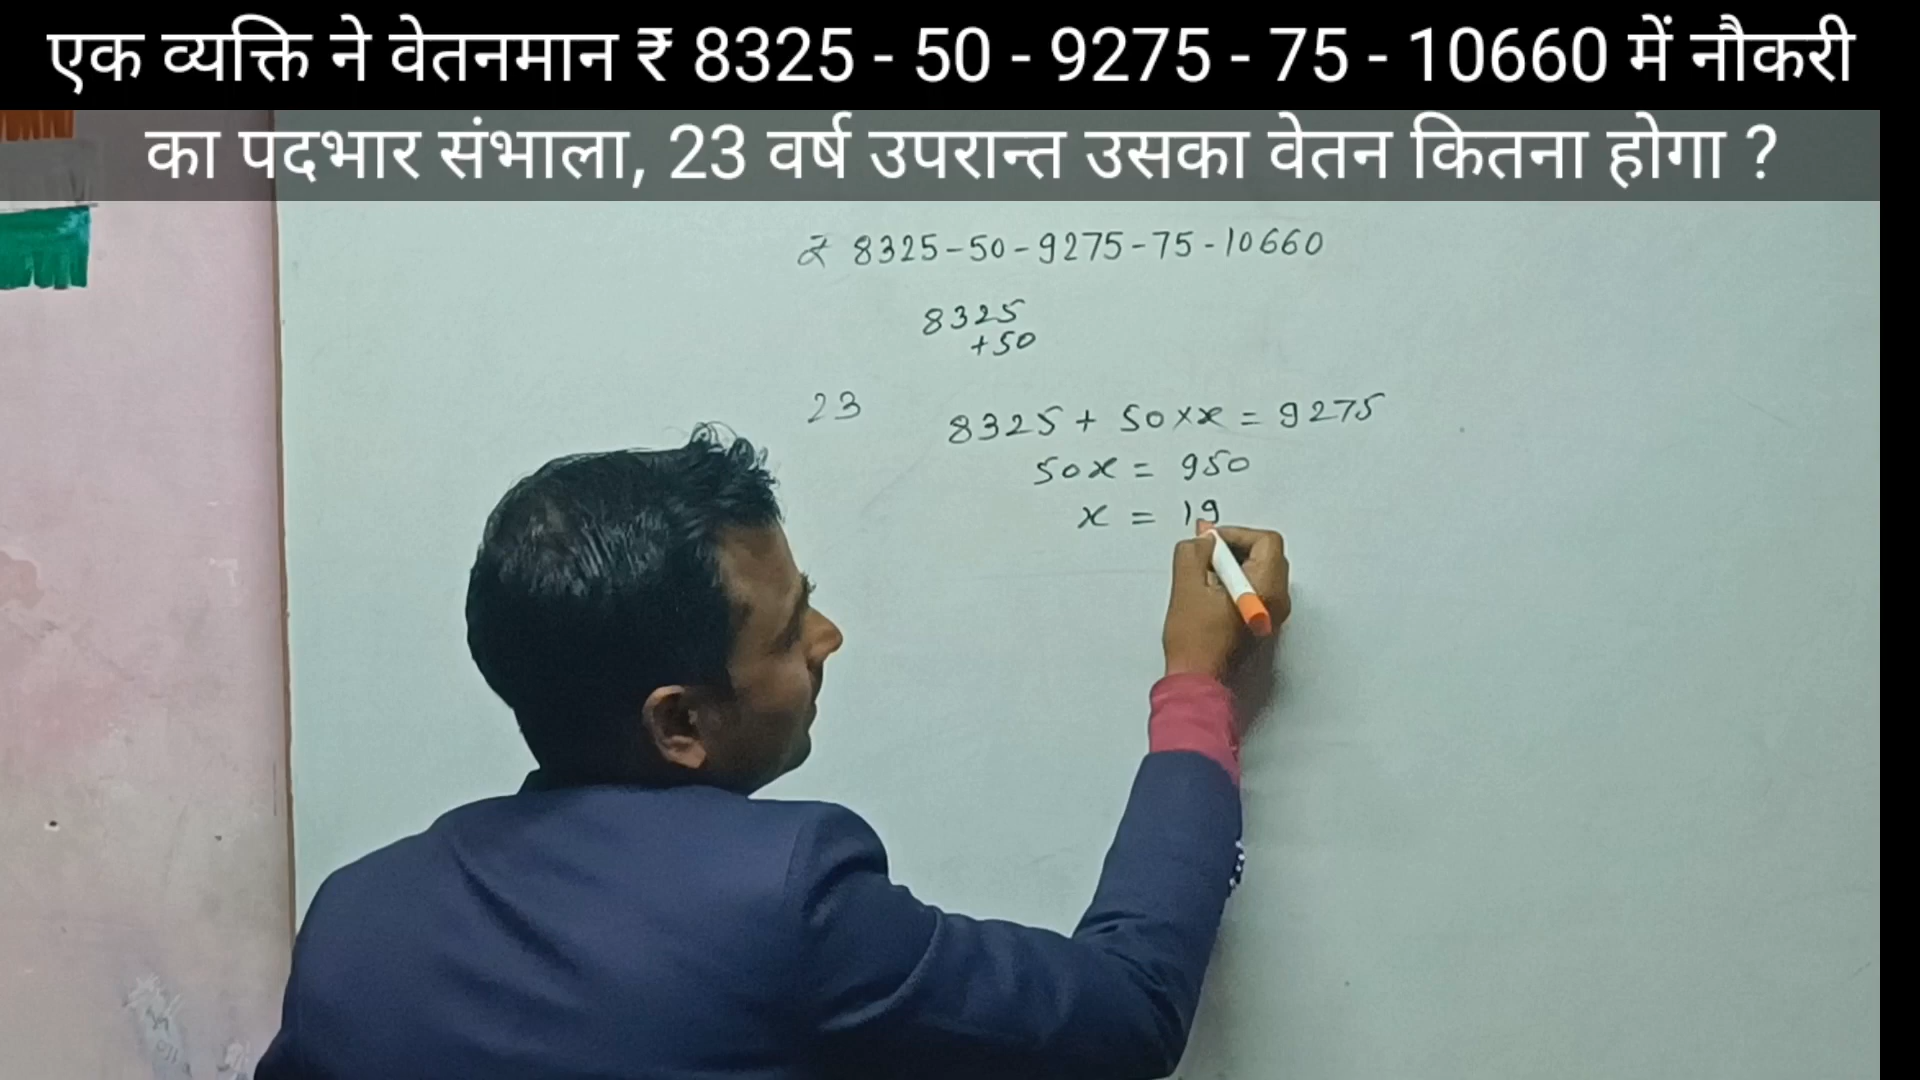 एक व्यक्ति ने वेतनमान ₹ 8325 - 50 - 9275 - 75 - 10660 में नौकरी
का पदभार संभाला, 23 वर्ष उपरान्त उसका वेतन कितना होगा ?
₹ 8325-50-9275-75-10660
8325
+50
23
8325 + 50×x = 9275
50x = 950
x = 19